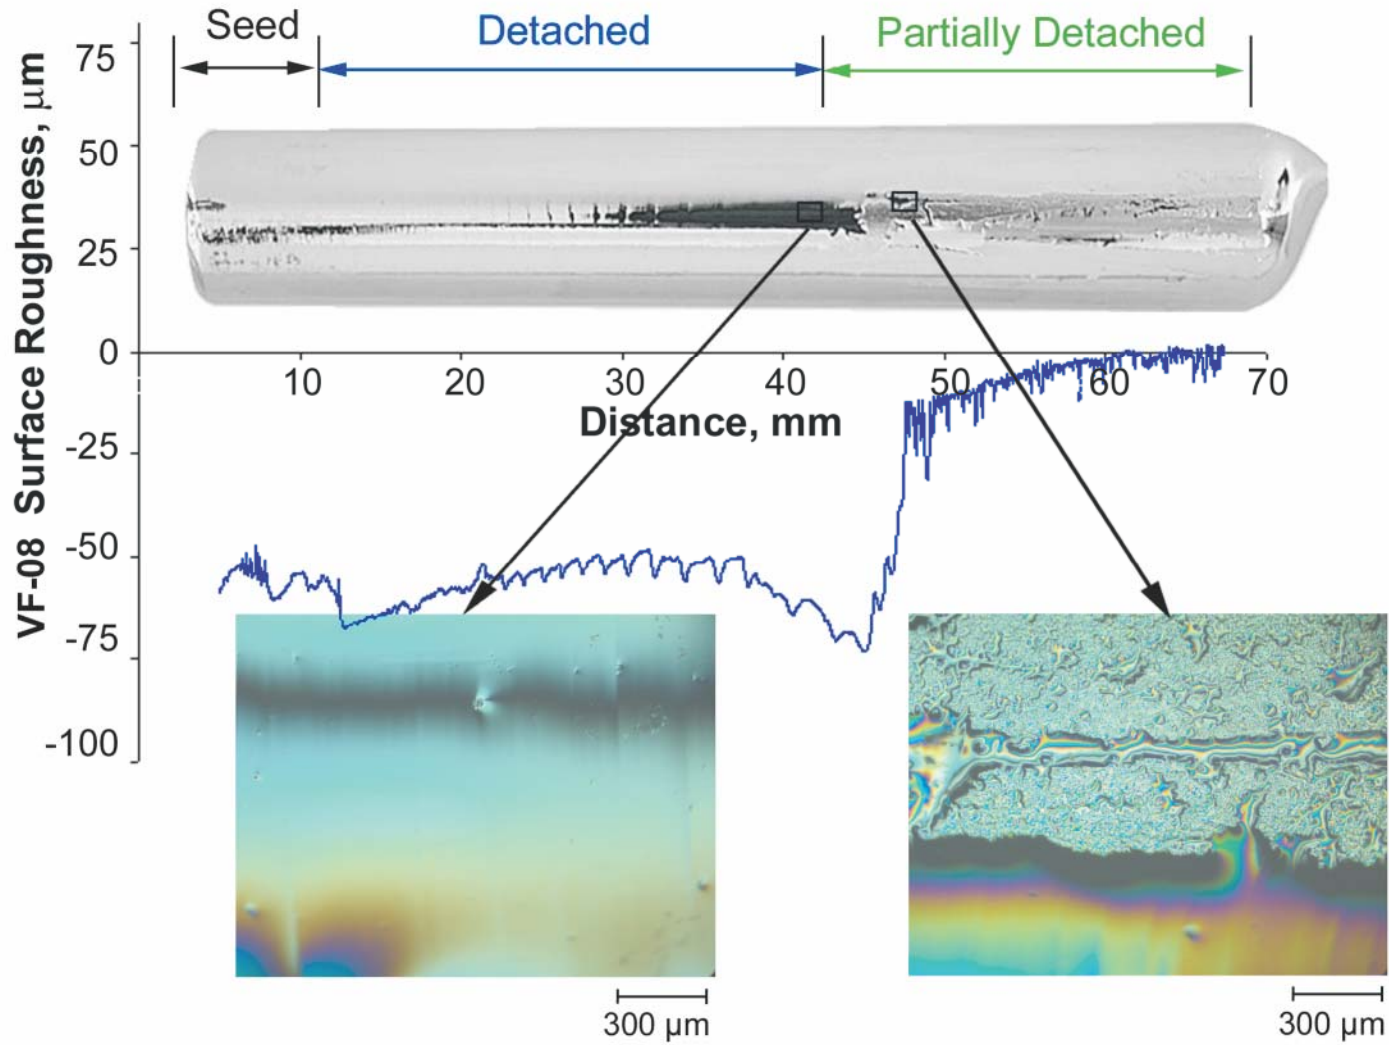 Seed
Detached
Partially Detached
VF-08 Surface Roughness, μm
75
50
25
0
-25
-50
-75
-100
10
20
30
40
50
60
70
Distance, mm
300 μm
300 μm